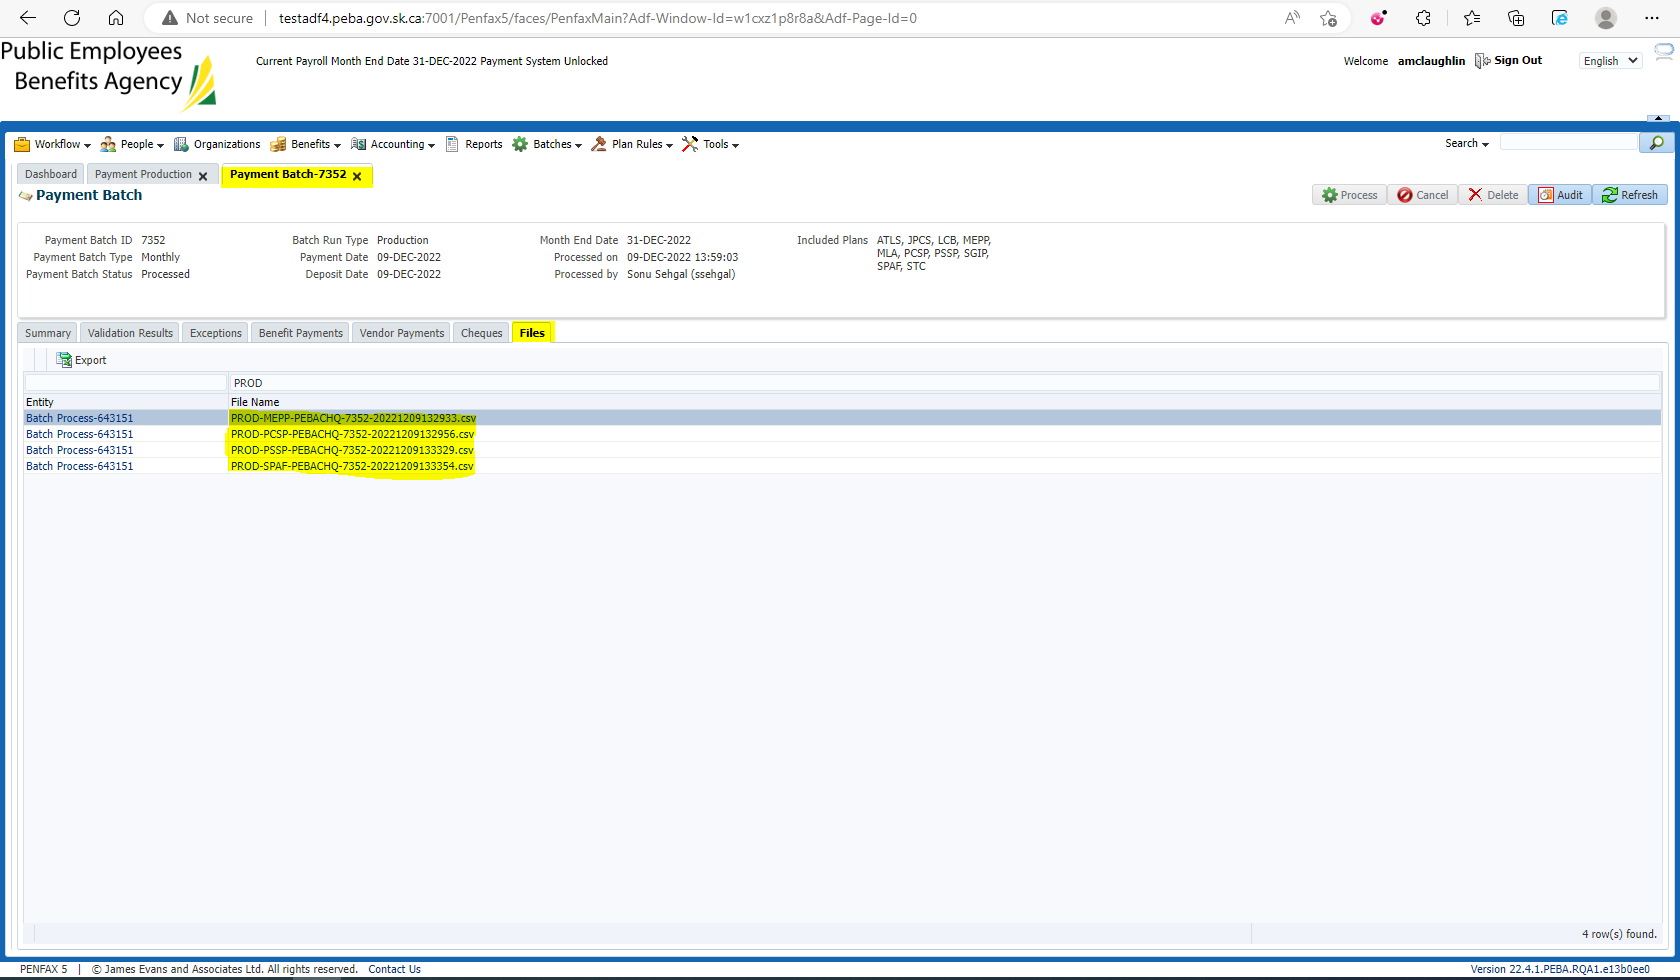 Not secure testadf4.peba.gov.sk.ca:7001/Penfax5/faces/PenfaxMain?Adf-Window-Id=w1cxz1p8r8a&Adf-Page-Id=0
Public Employees
Benefits Agency
Current Payroll Month End Date 31-DEC-2022 Payment System Unlocked
Welcome amclaughlin Sign Out English
Workflow People Organizations Benefits Accounting Reports Batches Plan Rules Tools Search
Dashboard Payment Production Payment Batch-7352
Payment Batch Process Cancel Delete Audit Refresh
Payment Batch ID 7352 Batch Run Type Production Month End Date 31-DEC-2022 Included Plans ATLS, JPCS, LCB, MEPP,
Payment Batch Type Monthly Payment Date 09-DEC-2022 Processed on 09-DEC-2022 13:59:03 MLA, PCSP, PSSP, SGIP,
Payment Batch Status Processed Deposit Date 09-DEC-2022 Processed by Sonu Sehgal (ssehgal) SPAF, STC
Summary Validation Results Exceptions Benefit Payments Vendor Payments Cheques Files
Export
PROD
Entity File Name
Batch Process-643151 PROD-MEPP-PEBACHQ-7352-20221209132933.csv
Batch Process-643151 PROD-PCSP-PEBACHQ-7352-20221209132956.csv
Batch Process-643151 PROD-PSSP-PEBACHQ-7352-20221209133329.csv
Batch Process-643151 PROD-SPAF-PEBACHQ-7352-20221209133354.csv
4 row(s) found.
PENFAX 5 | © James Evans and Associates Ltd. All rights reserved. Contact Us Version 22.4.1.PEBA.RQA1.e13b0ee0